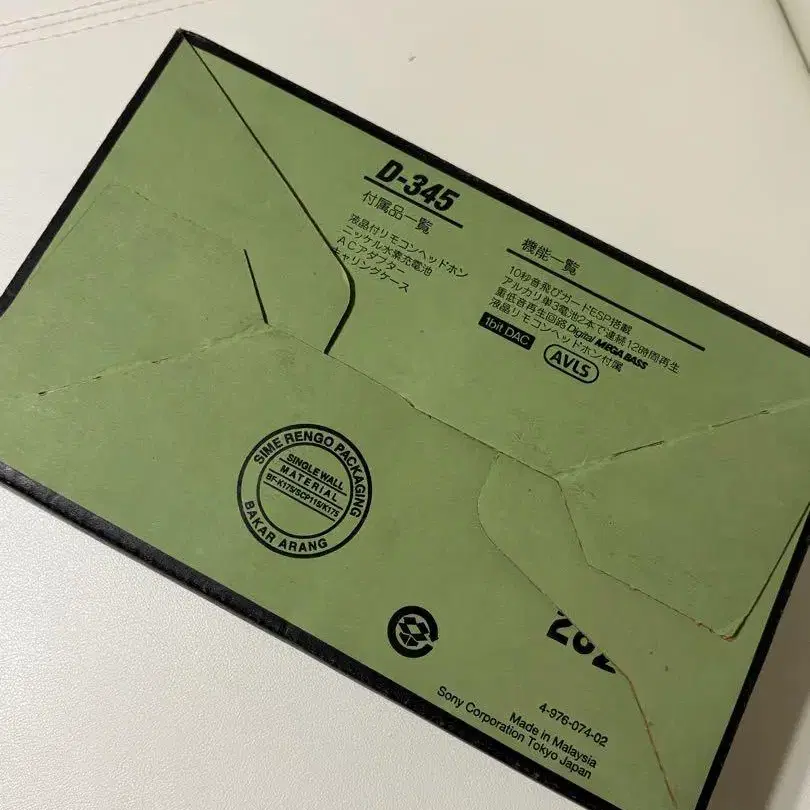 D-345
付属品一覧
液晶付リモコンヘッドホン
ニッケル水素充電池
ACアダプター
キャリングケース
機能一覧
10秒音飛びガードESP搭載
アルカリ単3電池2本で連続12時間再生
重低音再生回路 Digital MEGA BASS
液晶リモコンヘッドホン付属
1bit DAC
AVLS
SIME RENGO PACKAGING
SINGLE WALL
MATERIAL
BF-K175/SCP115/K175
BAKAR ARANG
262
4-976-074-02
Made in Malaysia
Sony Corporation Tokyo Japan